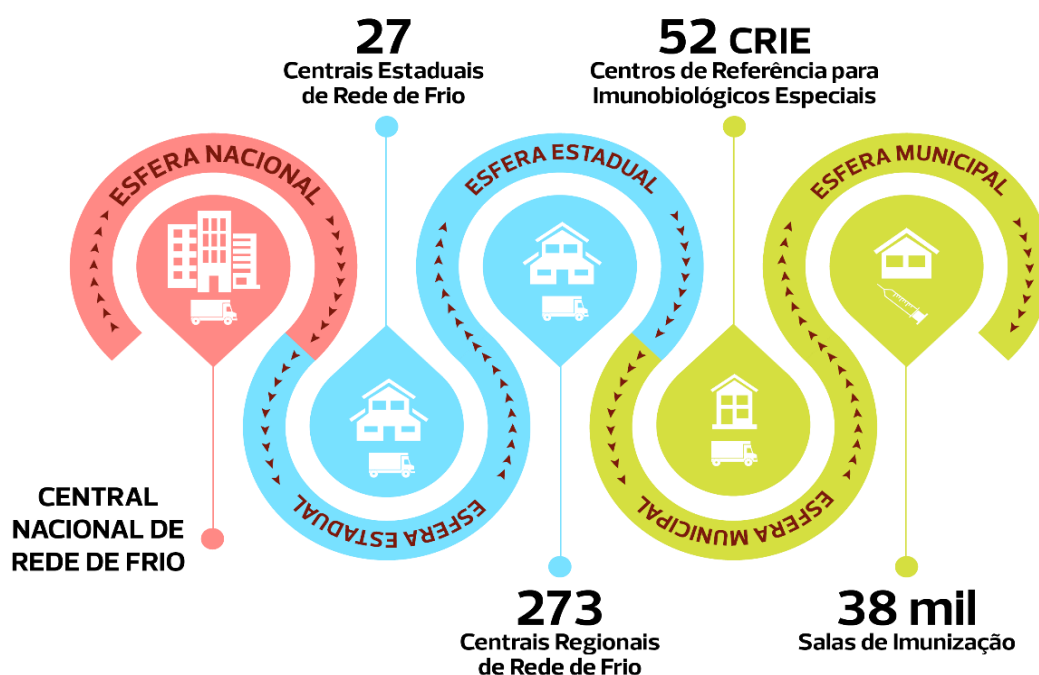 27
Centrais Estaduais
de Rede de Frio
52 CRIE
Centros de Referência para
Imunobiológicos Especiais
ESFERA NACIONAL
ESFERA ESTADUAL
ESFERA MUNICIPAL
ESFERA ESTADUAL
ESFERA MUNICIPAL
CENTRAL
NACIONAL DE
REDE DE FRIO
273
Centrais Regionais
de Rede de Frio
38 mil
Salas de Imunização